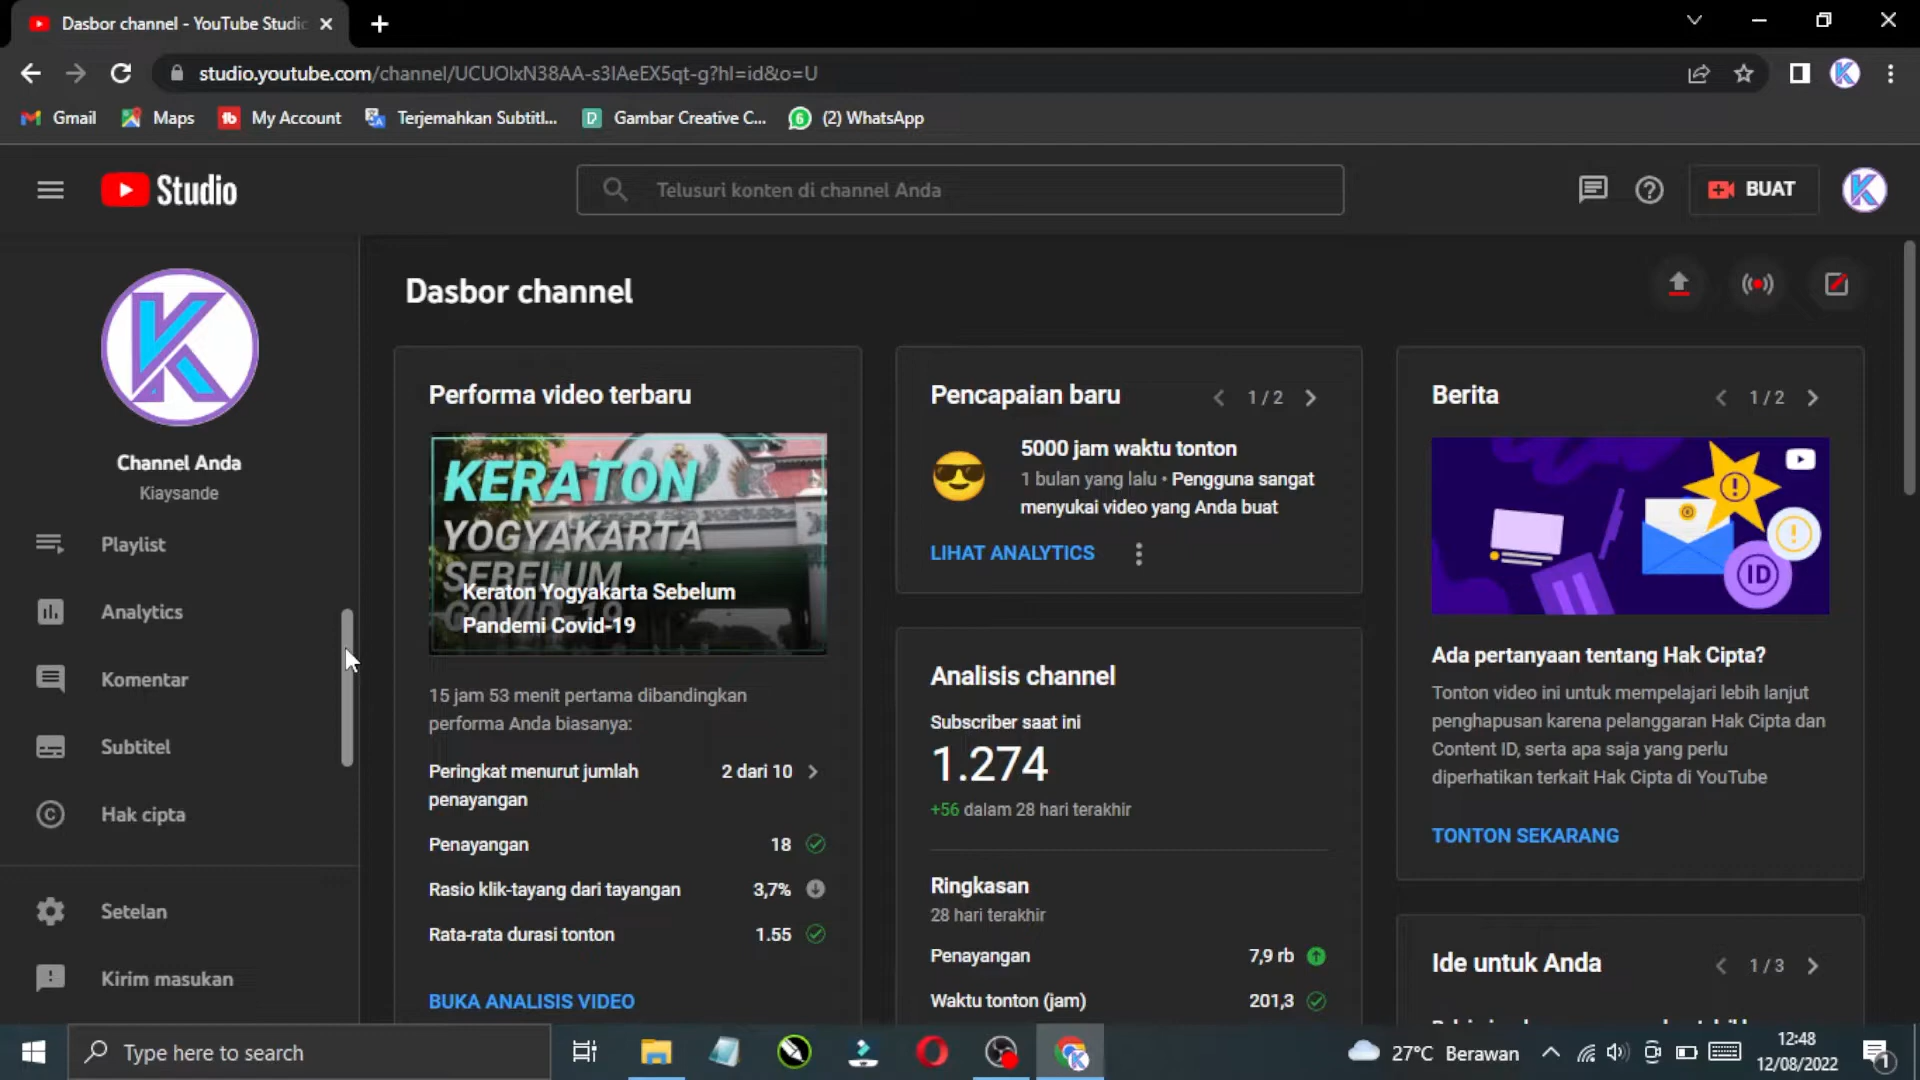 Dasbor channel - YouTube Studio
studio.youtube.com/channel/UCUOlxN38AA-s3IAeEX5qt-g?hl=id&o=U
Gmail
Maps
My Account
Terjemahkan Subtitl...
Gambar Creative C...
(2) WhatsApp
Studio
Telusuri konten di channel Anda
BUAT
Channel Anda
Kiaysande
Playlist
Analytics
Komentar
Subtitel
Hak cipta
Setelan
Kirim masukan
Dasbor channel
Performa video terbaru
KERATON
YOGYAKARTA
SEBELUM
COVID-19
Keraton Yogyakarta Sebelum
Pandemi Covid-19
15 jam 53 menit pertama dibandingkan
performa Anda biasanya:
Peringkat menurut jumlah
penayangan
2 dari 10
Penayangan 18
Rasio klik-tayang dari tayangan 3,7%
Rata-rata durasi tonton 1.55
BUKA ANALISIS VIDEO
Pencapaian baru 1 / 2
5000 jam waktu tonton
1 bulan yang lalu • Pengguna sangat
menyukai video yang Anda buat
LIHAT ANALYTICS
Analisis channel
Subscriber saat ini
1.274
+56 dalam 28 hari terakhir
Ringkasan
28 hari terakhir
Penayangan 7,9 rb
Waktu tonton (jam) 201,3
Berita 1 / 2
ID
Ada pertanyaan tentang Hak Cipta?
Tonton video ini untuk mempelajari lebih lanjut
penghapusan karena pelanggaran Hak Cipta dan
Content ID, serta apa saja yang perlu
diperhatikan terkait Hak Cipta di YouTube
TONTON SEKARANG
Ide untuk Anda 1 / 3
Type here to search
27°C Berawan
12:48
12/08/2022
1